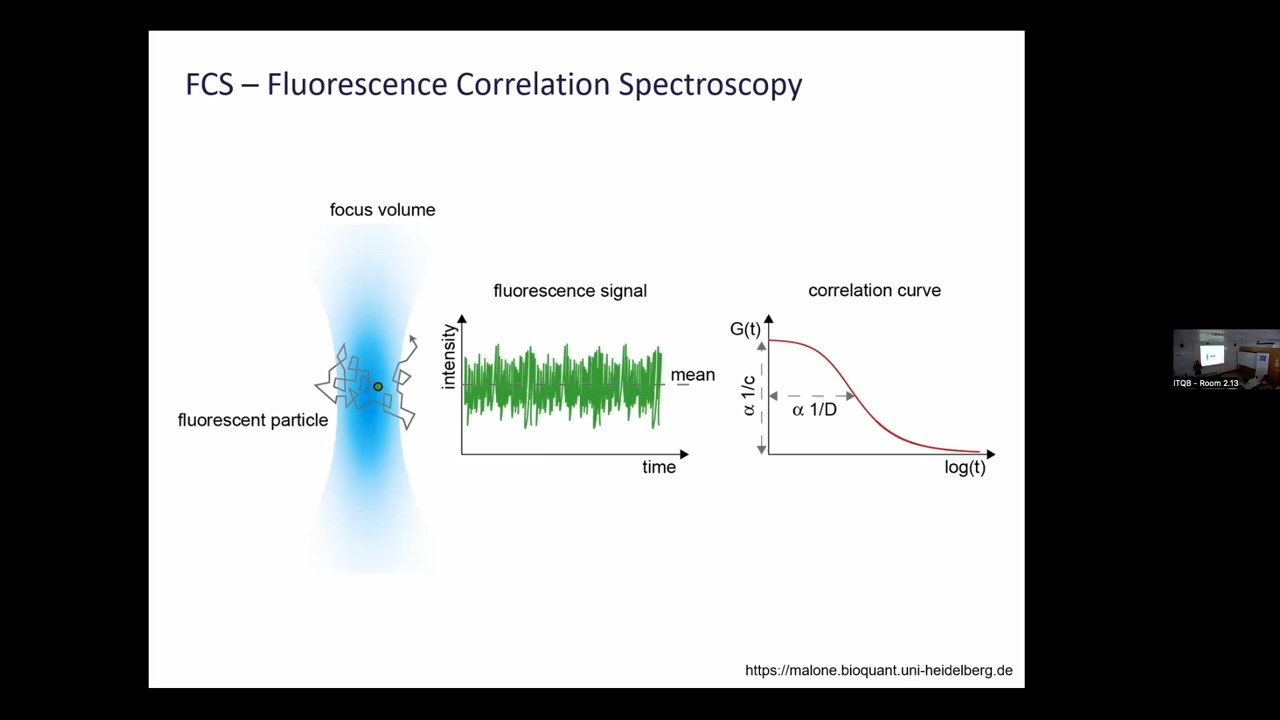 FCS – Fluorescence Correlation Spectroscopy
focus volume
fluorescent particle
fluorescence signal
intensity
mean
time
correlation curve
G(t)
α 1/c
α 1/D
log(t)
https://malone.bioquant.uni-heidelberg.de
ITQB - Room 2.13